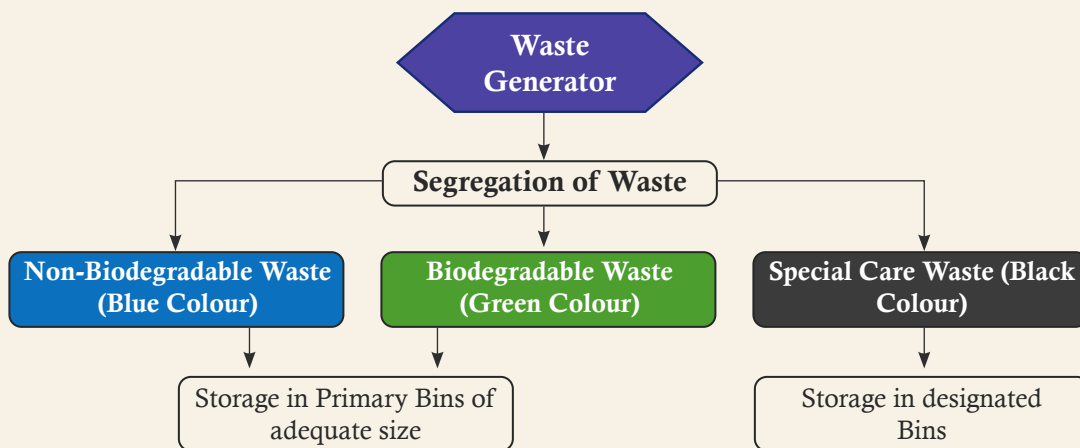 Waste
Generator
Segregation of Waste
Non-Biodegradable Waste
(Blue Colour)
Biodegradable Waste
(Green Colour)
Special Care Waste (Black
Colour)
Storage in Primary Bins of
adequate size
Storage in designated
Bins